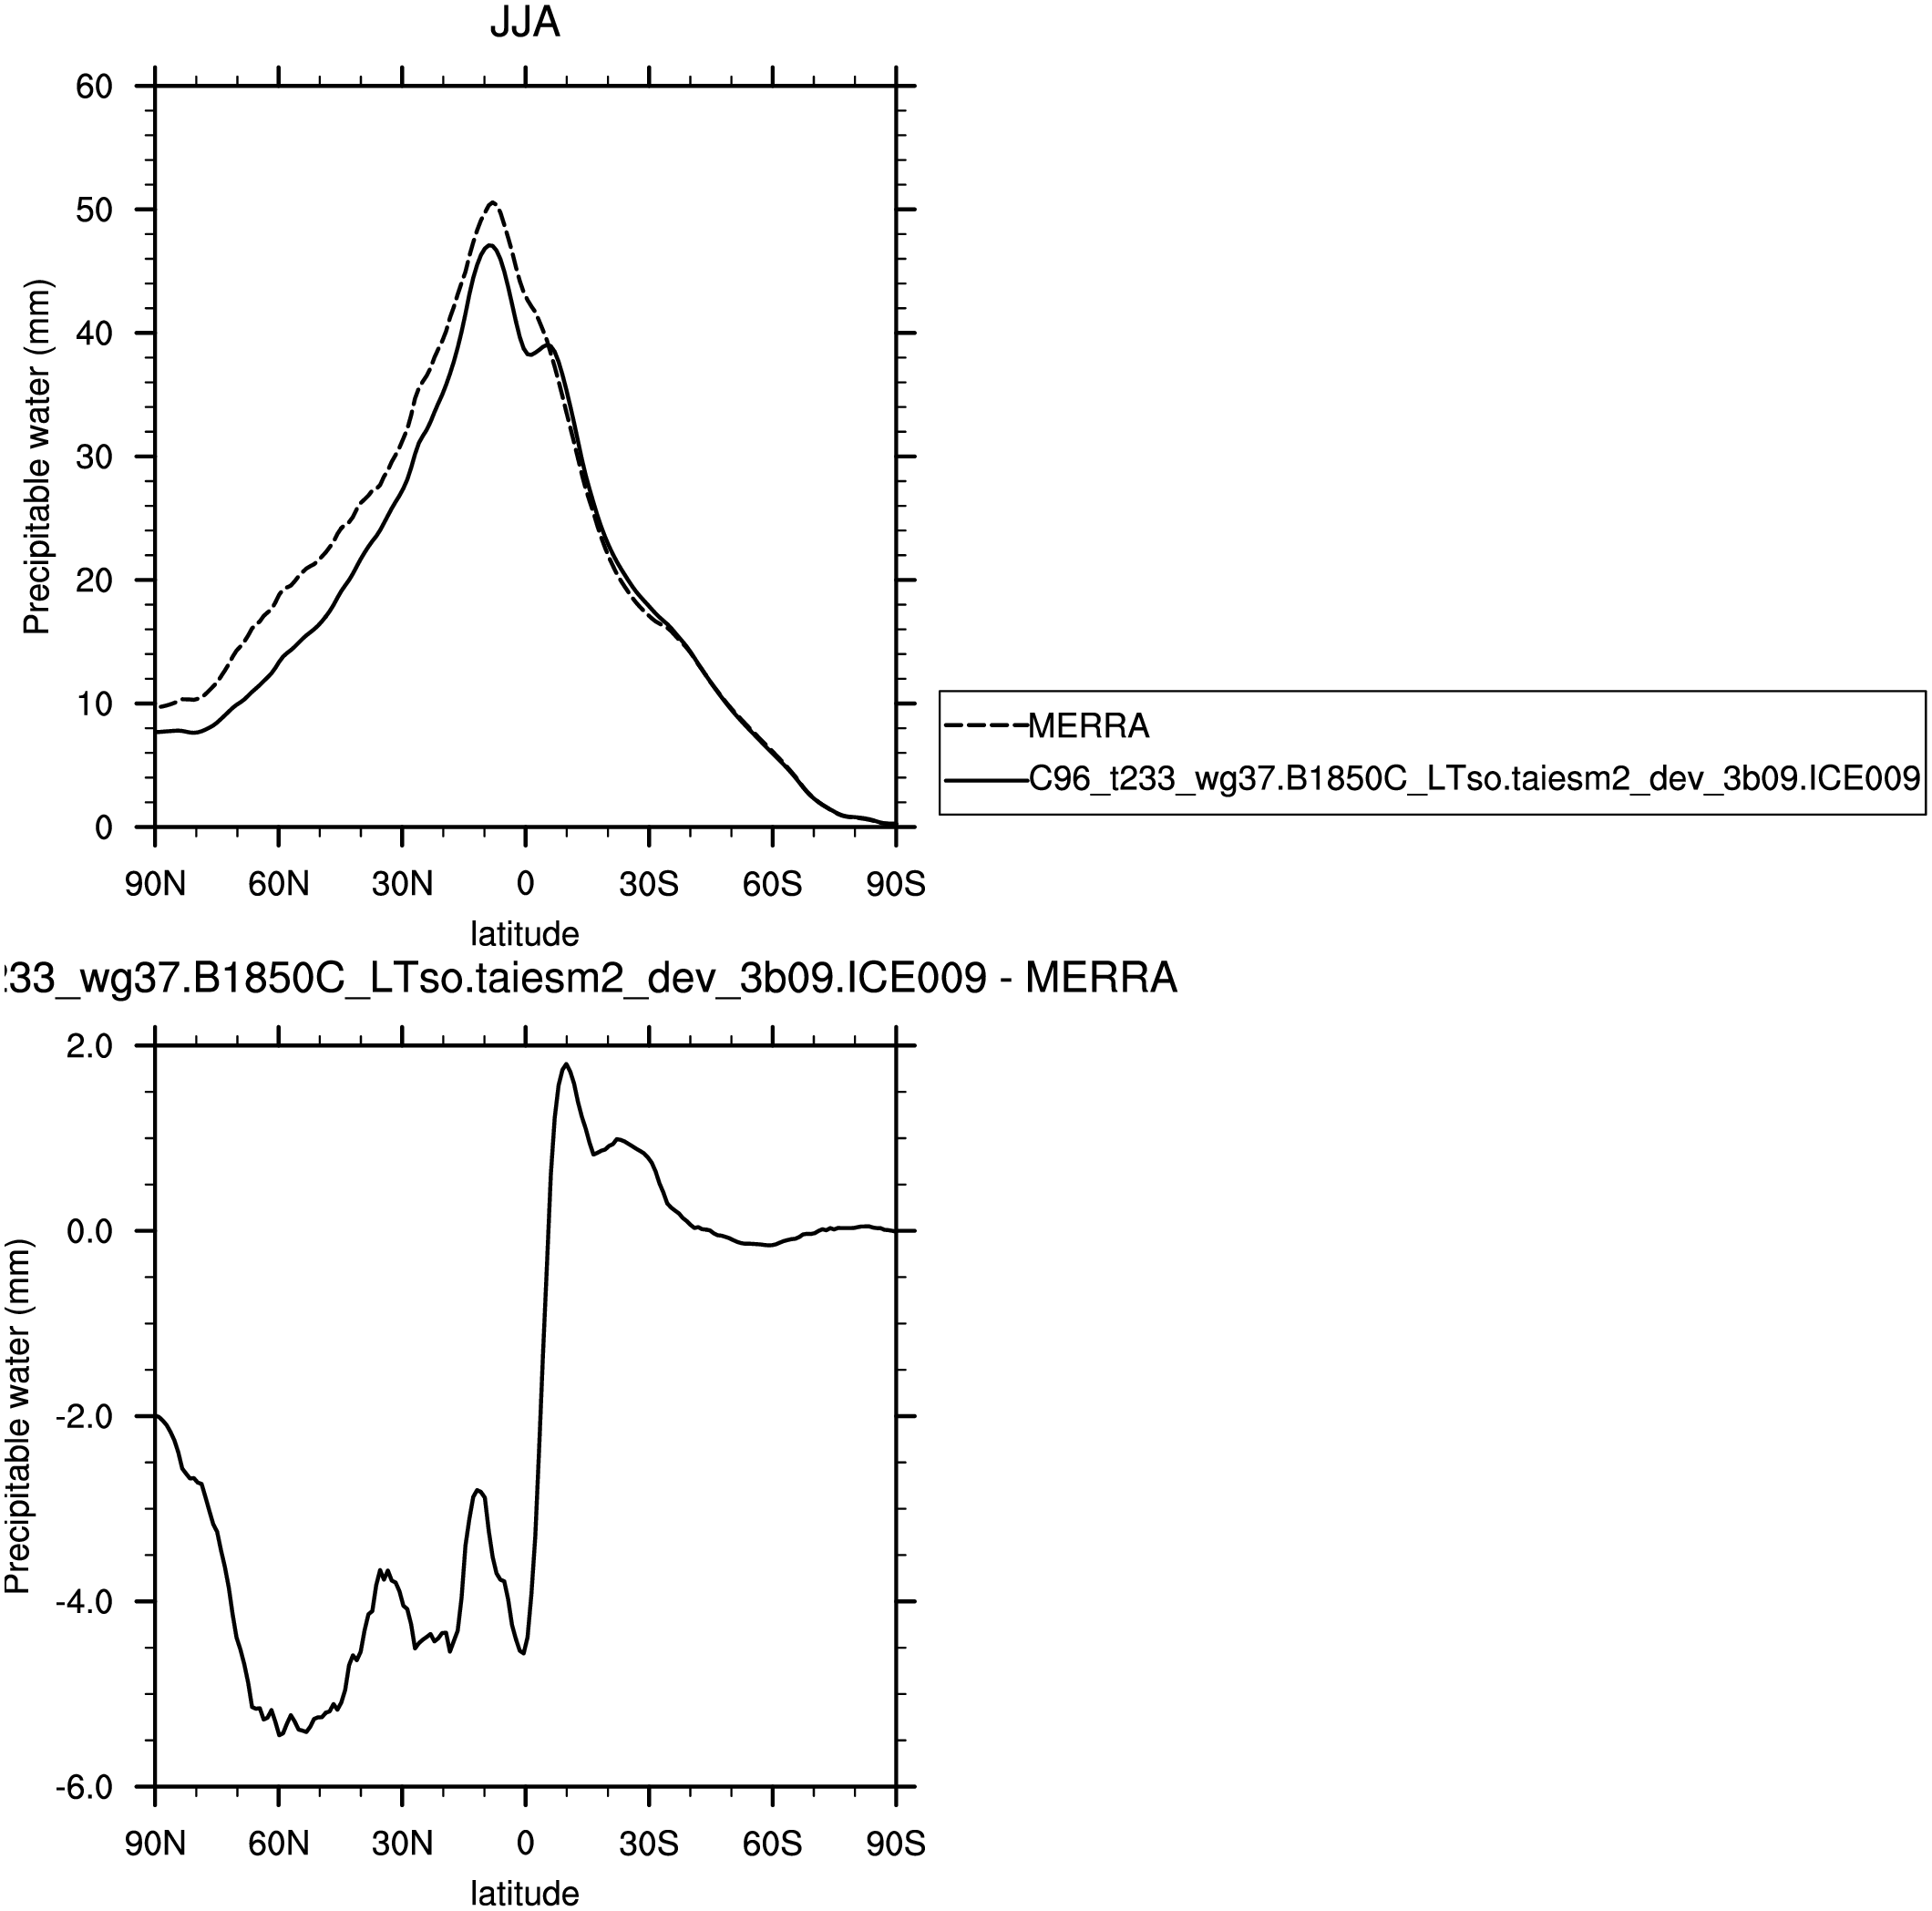 JJA
60
50
40
30
20
10
0
Precipitable water (mm)
90N 60N 30N 0 30S 60S 90S
latitude
MERRA
C96_t233_wg37.B1850C_LTso.taiesm2_dev_3b09.ICE009
33_wg37.B1850C_LTso.taiesm2_dev_3b09.ICE009 - MERRA
2.0
0.0
-2.0
-4.0
-6.0
Precipitable water (mm)
90N 60N 30N 0 30S 60S 90S
latitude